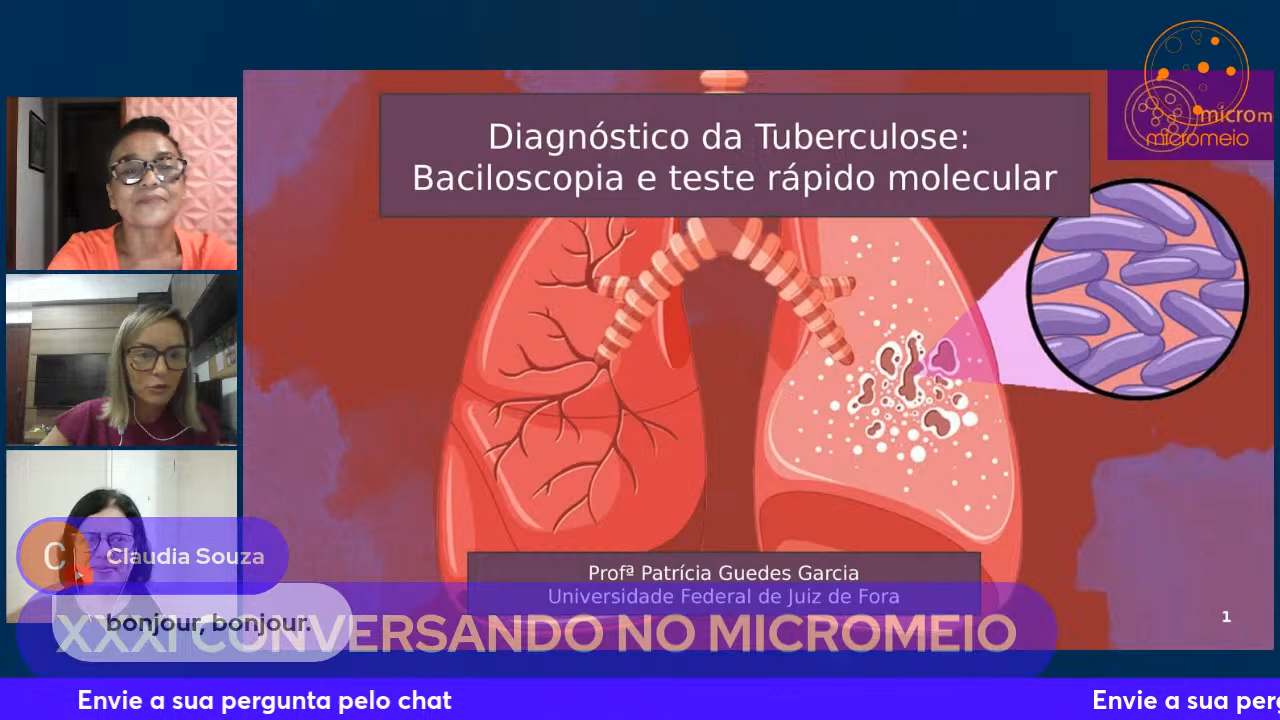 microm
micromeio
Diagnóstico da Tuberculose:
Baciloscopia e teste rápido molecular
Profª Patrícia Guedes Garcia
Universidade Federal de Juiz de Fora
1
C
Claudia Souza
bonjour, bonjour.
XXXI CONVERSANDO NO MICROMEIO
Envie a sua pergunta pelo chat
Envie a sua perg